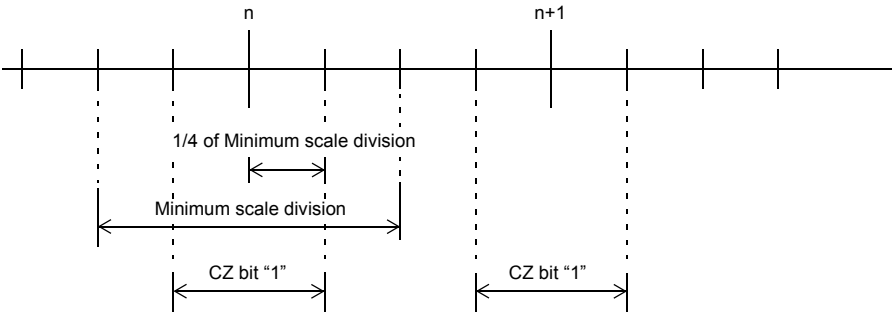 n n+1
1/4 of Minimum scale division
Minimum scale division
CZ bit “1” CZ bit “1”